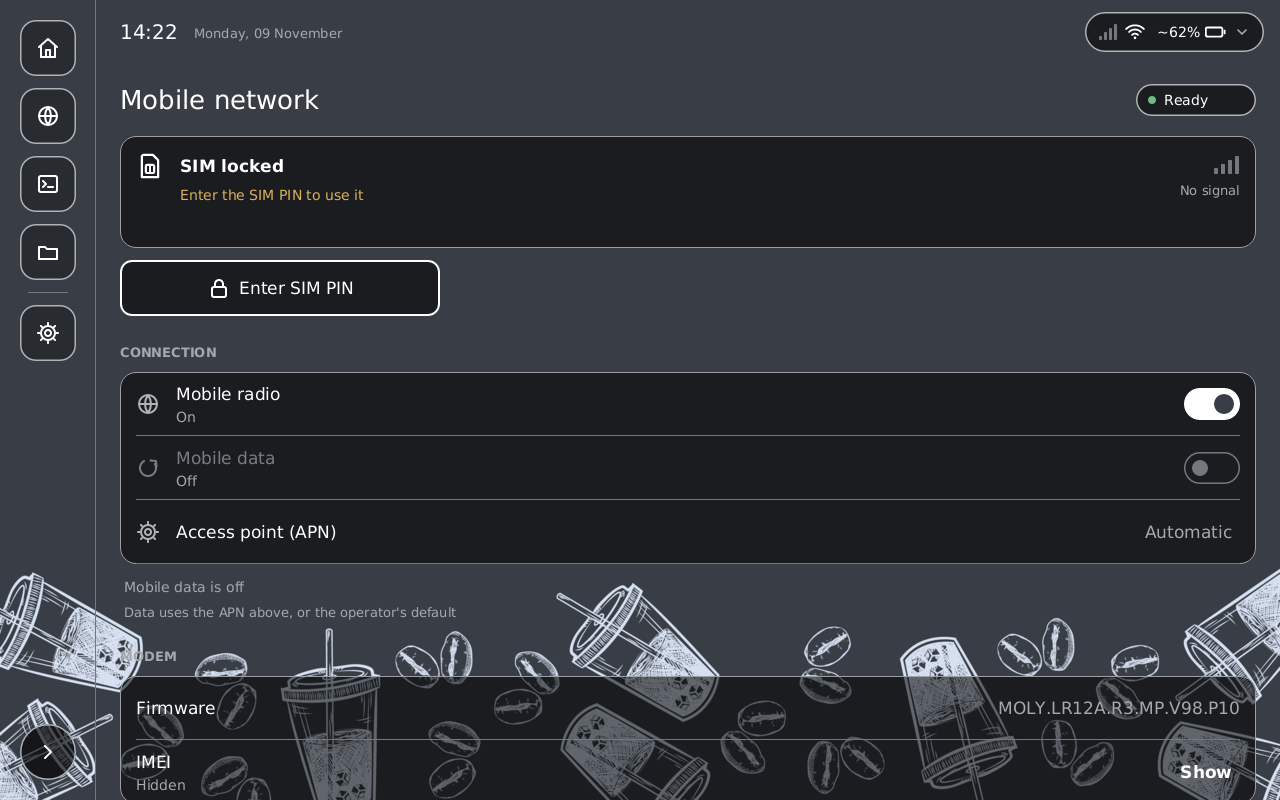 14:22 Monday, 09 November ~62%
Mobile network
Ready
SIM locked
Enter the SIM PIN to use it
No signal
Enter SIM PIN
CONNECTION
Mobile radio
On
Mobile data
Off
Access point (APN) Automatic
Mobile data is off
Data uses the APN above, or the operator's default
MODEM
Firmware MOLY.LR12A.R3.MP.V98.P10
IMEI
Hidden
Show